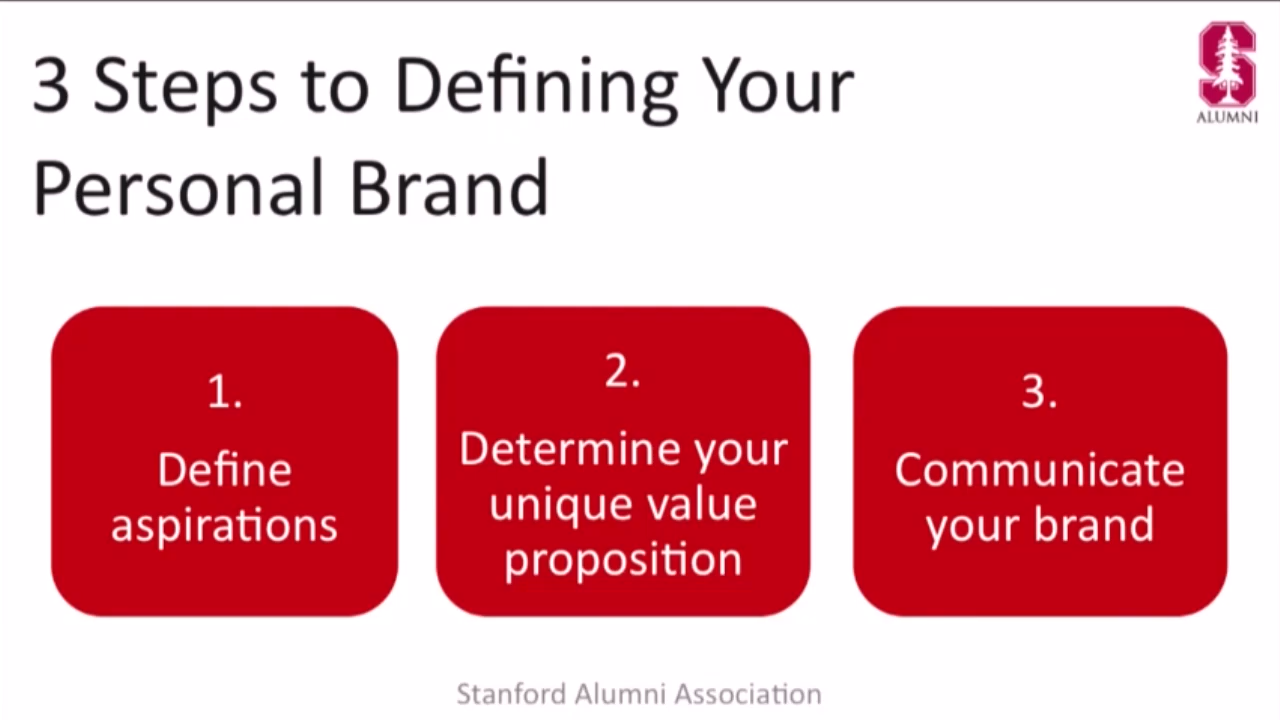 3 Steps to Defining Your
Personal Brand
S
ALUMNI
1.
Define
aspirations
2.
Determine your
unique value
proposition
3.
Communicate
your brand
Stanford Alumni Association